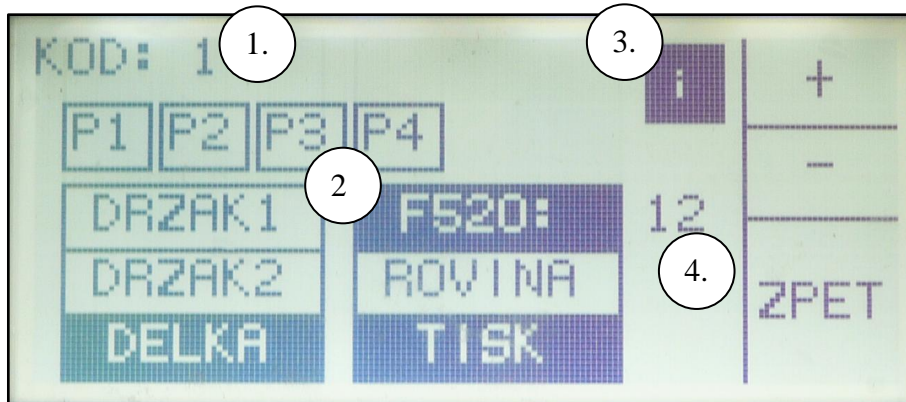 KOD: 1
1.
3.
i
+
P1 P2 P3 P4
-
2
DRZAK1
F520:
12
DRZAK2
ROVINA
4.
ZPET
DELKA
TISK